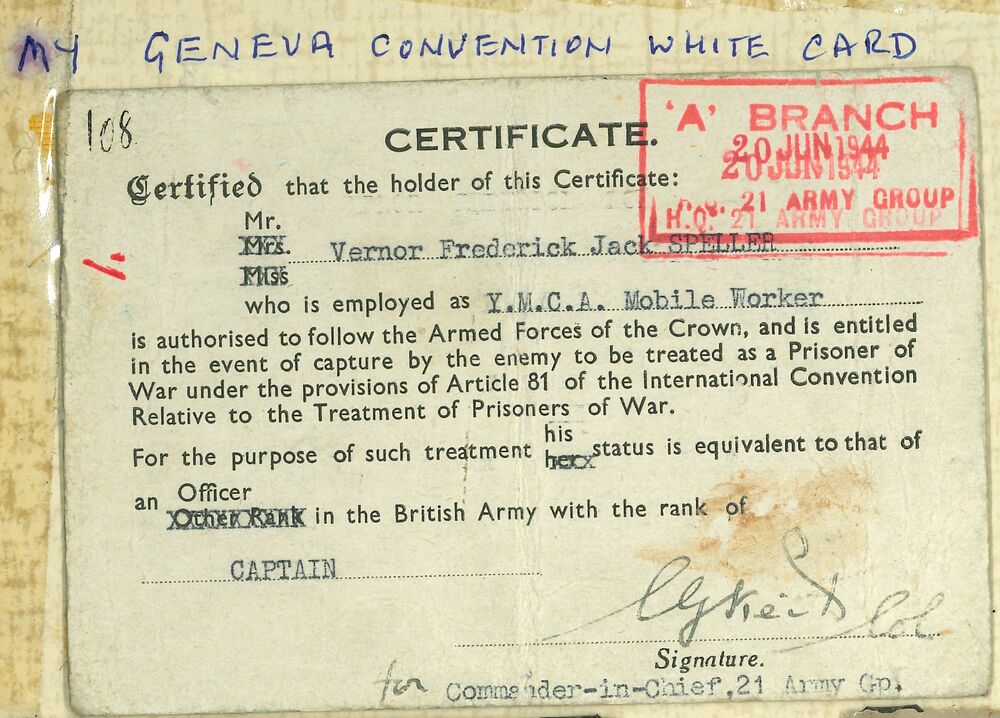 MY GENEVA CONVENTION WHITE CARD
108
CERTIFICATE.
'A' BRANCH
20 JUN 1944
20 JUN 1944
21 ARMY GROUP
H.Q. 21 ARMY GROUP
Certified that the holder of this Certificate:
Mr.
Mrs. Vernor Frederick Jack SPELLER
Miss
who is employed as Y.M.C.A. Mobile Worker
is authorised to follow the Armed Forces of the Crown, and is entitled
in the event of capture by the enemy to be treated as a Prisoner of
War under the provisions of Article 81 of the International Convention
Relative to the Treatment of Prisoners of War.
For the purpose of such treatment his
her status is equivalent to that of
an Officer
Other Rank in the British Army with the rank of
CAPTAIN
Col
Signature.
for Commander-in-Chief, 21 Army Gp.